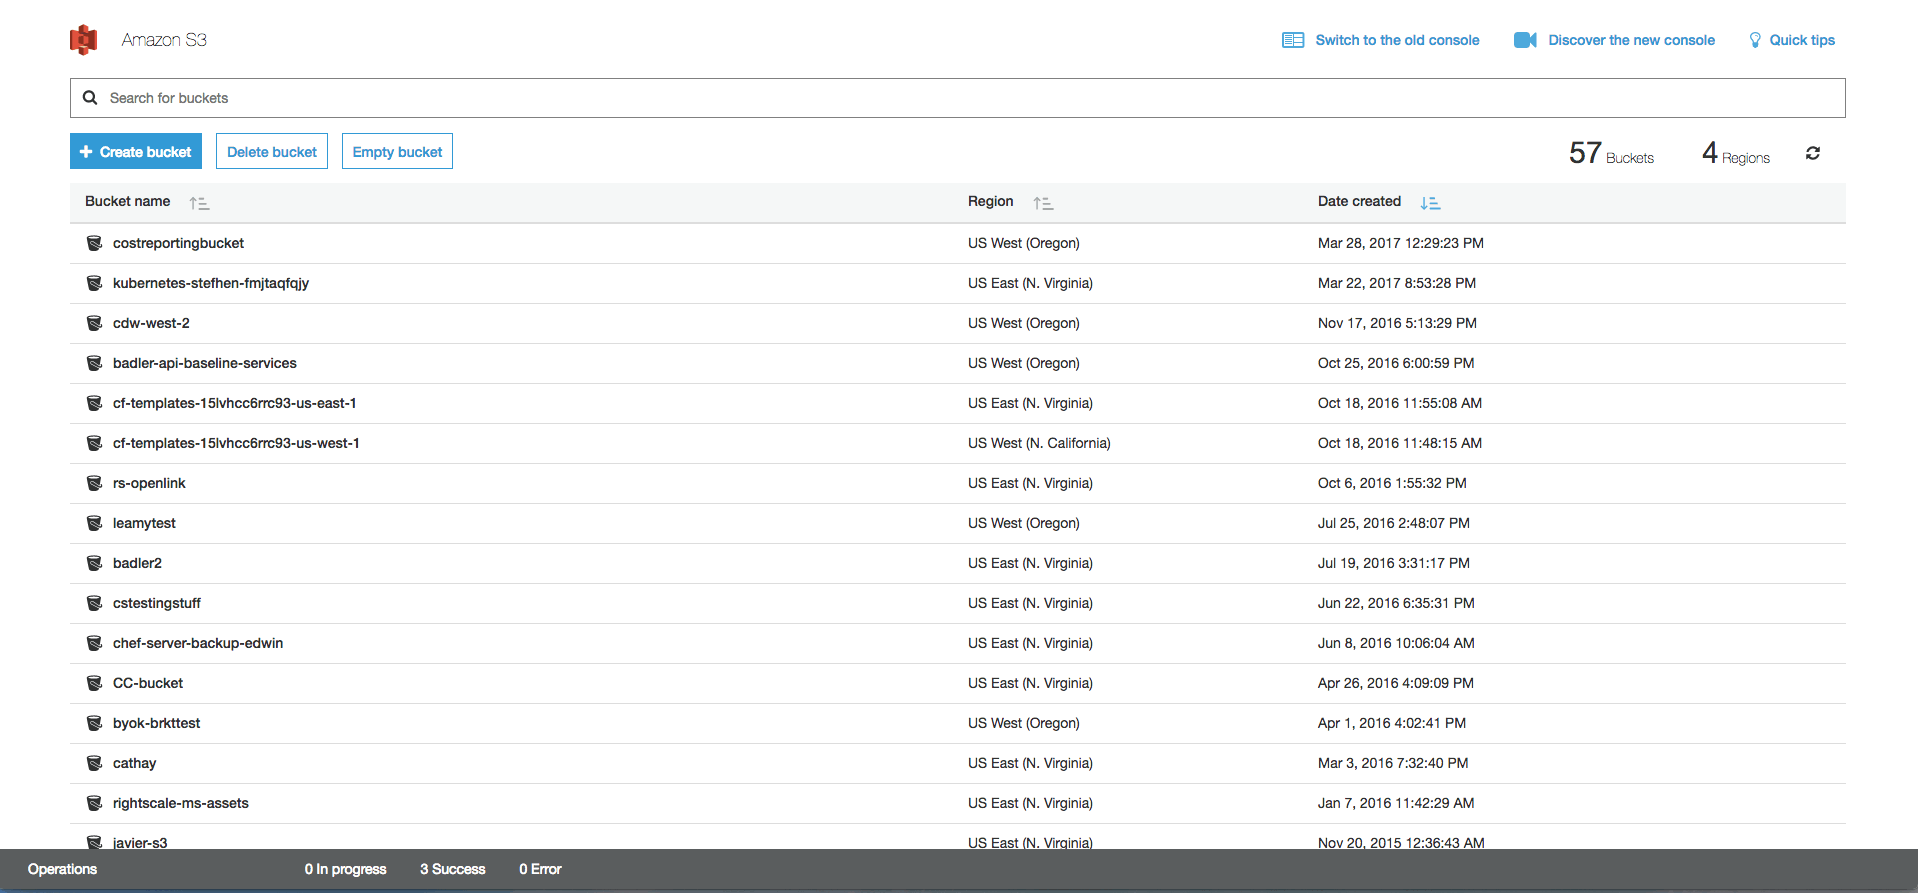 Amazon S3 Switch to the old console Discover the new console Quick tips
Search for buckets
Create bucket Delete bucket Empty bucket 57 Buckets 4 Regions
Bucket name Region Date created
costreportingbucket US West (Oregon) Mar 28, 2017 12:29:23 PM
kubernetes-stefhen-fmjtaqfqjy US East (N. Virginia) Mar 22, 2017 8:53:28 PM
cdw-west-2 US West (Oregon) Nov 17, 2016 5:13:29 PM
badler-api-baseline-services US West (Oregon) Oct 25, 2016 6:00:59 PM
cf-templates-15lvhcc6rrc93-us-east-1 US East (N. Virginia) Oct 18, 2016 11:55:08 AM
cf-templates-15lvhcc6rrc93-us-west-1 US West (N. California) Oct 18, 2016 11:48:15 AM
rs-openlink US East (N. Virginia) Oct 6, 2016 1:55:32 PM
leamytest US West (Oregon) Jul 25, 2016 2:48:07 PM
badler2 US East (N. Virginia) Jul 19, 2016 3:31:17 PM
cstestingstuff US East (N. Virginia) Jun 22, 2016 6:35:31 PM
chef-server-backup-edwin US East (N. Virginia) Jun 8, 2016 10:06:04 AM
CC-bucket US East (N. Virginia) Apr 26, 2016 4:09:09 PM
byok-brkttest US West (Oregon) Apr 1, 2016 4:02:41 PM
cathay US East (N. Virginia) Mar 3, 2016 7:32:40 PM
rightscale-ms-assets US East (N. Virginia) Jan 7, 2016 11:42:29 AM
javier-s3 US East (N. Virginia) Nov 20, 2015 12:36:43 AM
Operations 0 In progress 3 Success 0 Error